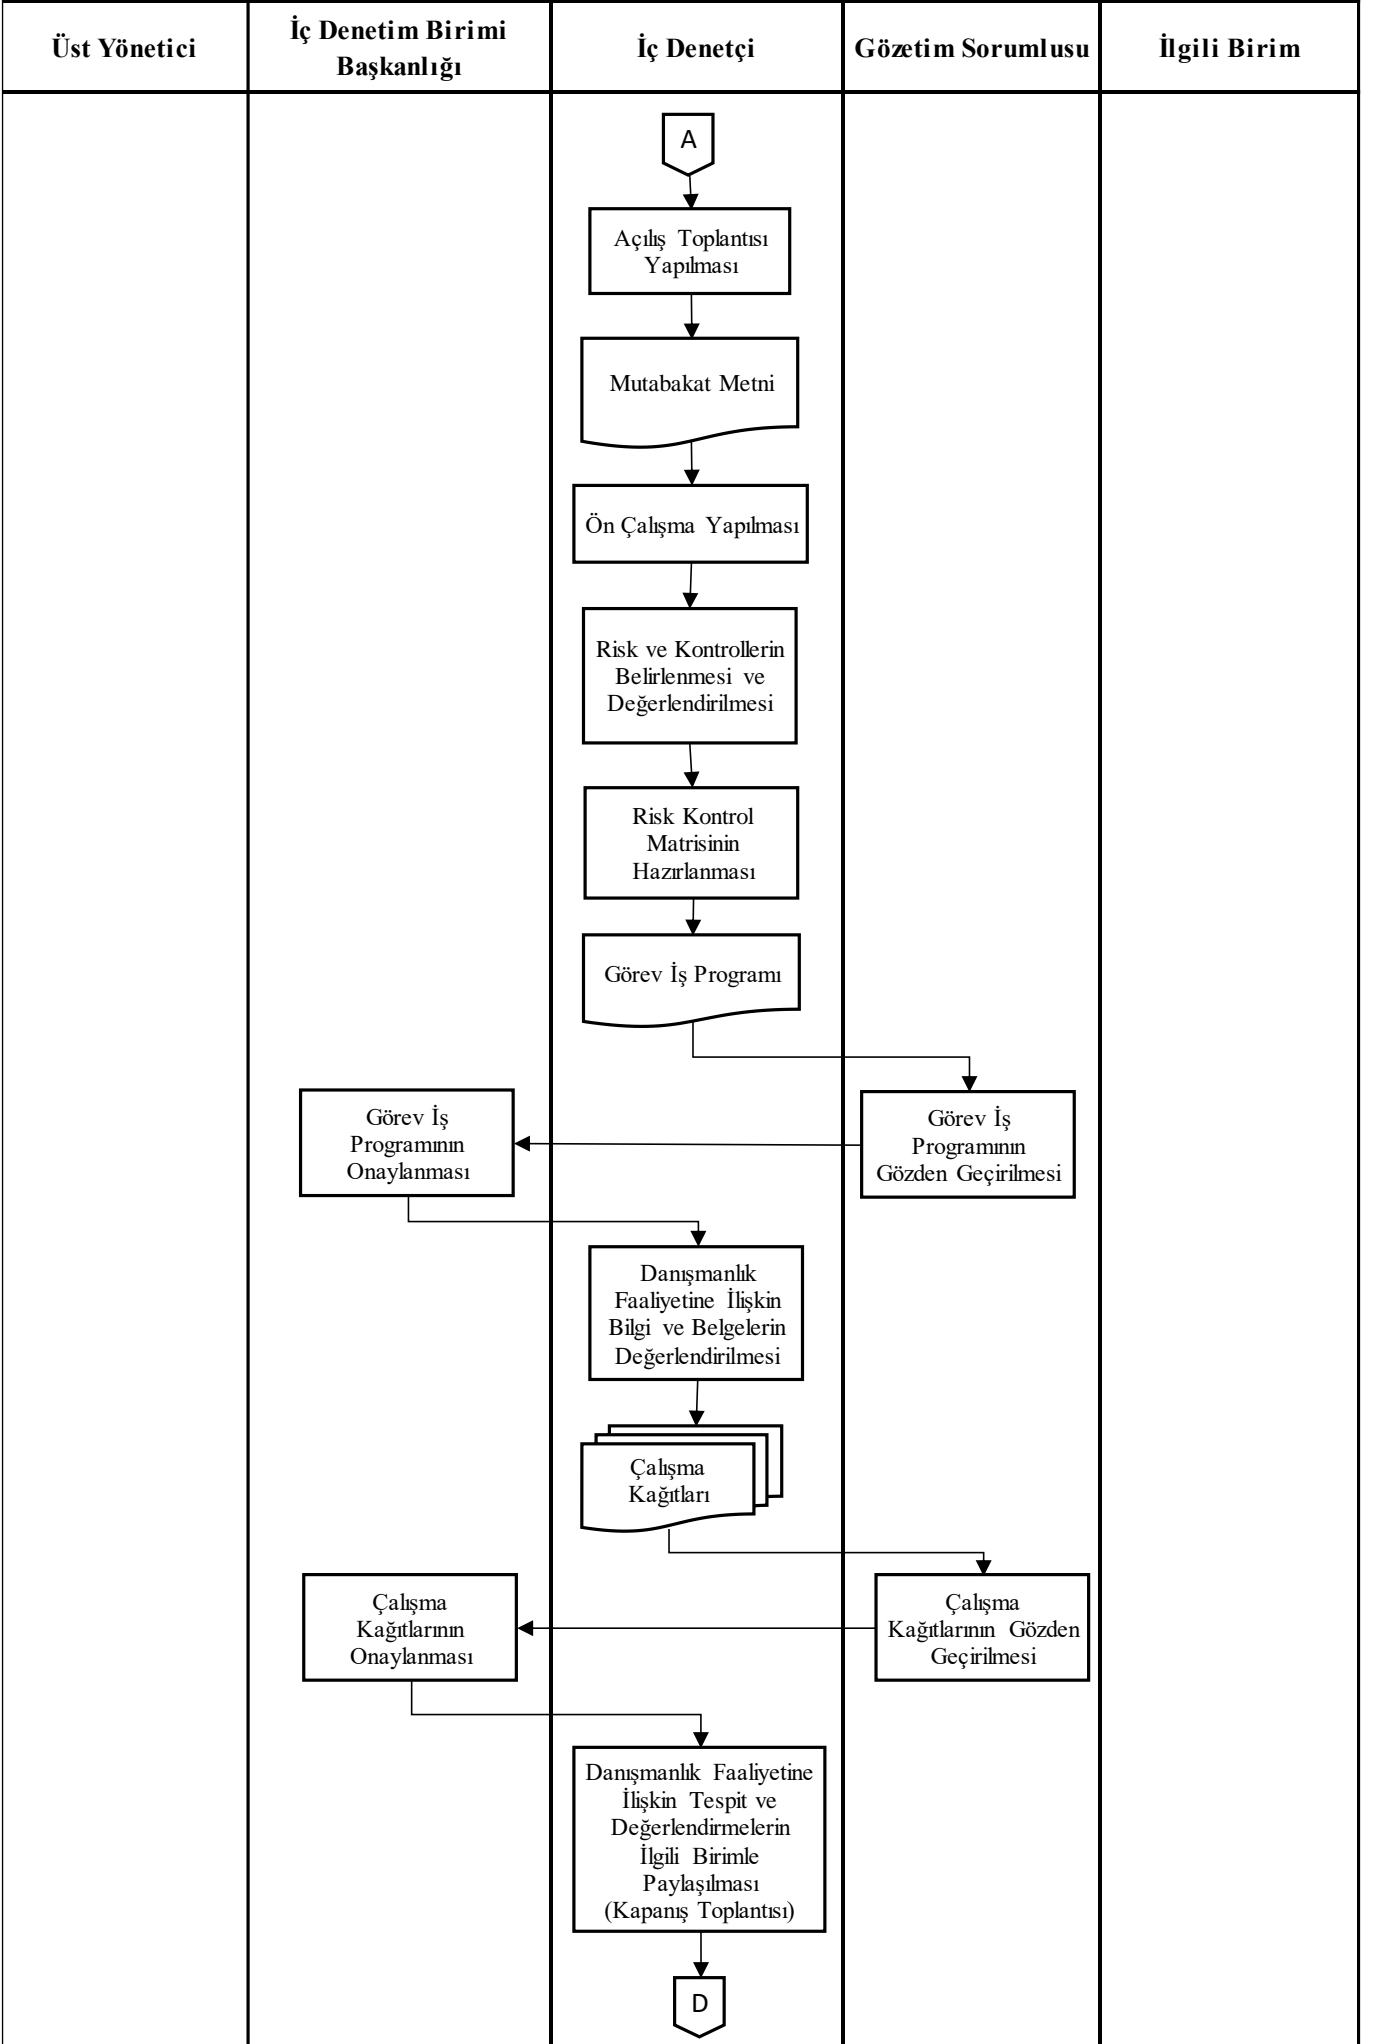 Üst Yönetici
İç Denetim Birimi
Başkanlığı
İç Denetçi
Gözetim Sorumlusu
İlgili Birim
A
Açılış Toplantısı
Yapılması
Mutabakat Metni
Ön Çalışma Yapılması
Risk ve Kontrollerin
Belirlenmesi ve
Değerlendirilmesi
Risk Kontrol
Matrisinin
Hazırlanması
Görev İş Programı
Görev İş
Programının
Onaylanması
Görev İş
Programının
Gözden Geçirilmesi
Danışmanlık
Faaliyetine İlişkin
Bilgi ve Belgelerin
Değerlendirilmesi
Çalışma
Kağıtları
Çalışma
Kağıtlarının
Onaylanması
Çalışma
Kağıtlarının Gözden
Geçirilmesi
Danışmanlık Faaliyetine
İlişkin Tespit ve
Değerlendirmelerin
İlgili Birimle
Paylaşılması
(Kapanış Toplantısı)
D